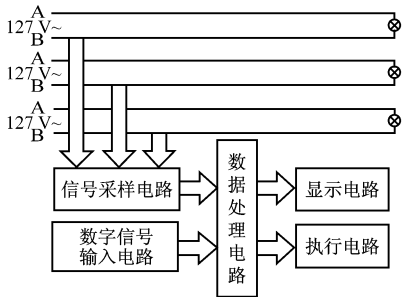 A
127 V~
B
A
127 V~
B
A
127 V~
B
信号采样电路
数字信号
输入电路
数据处理电路
显示电路
执行电路